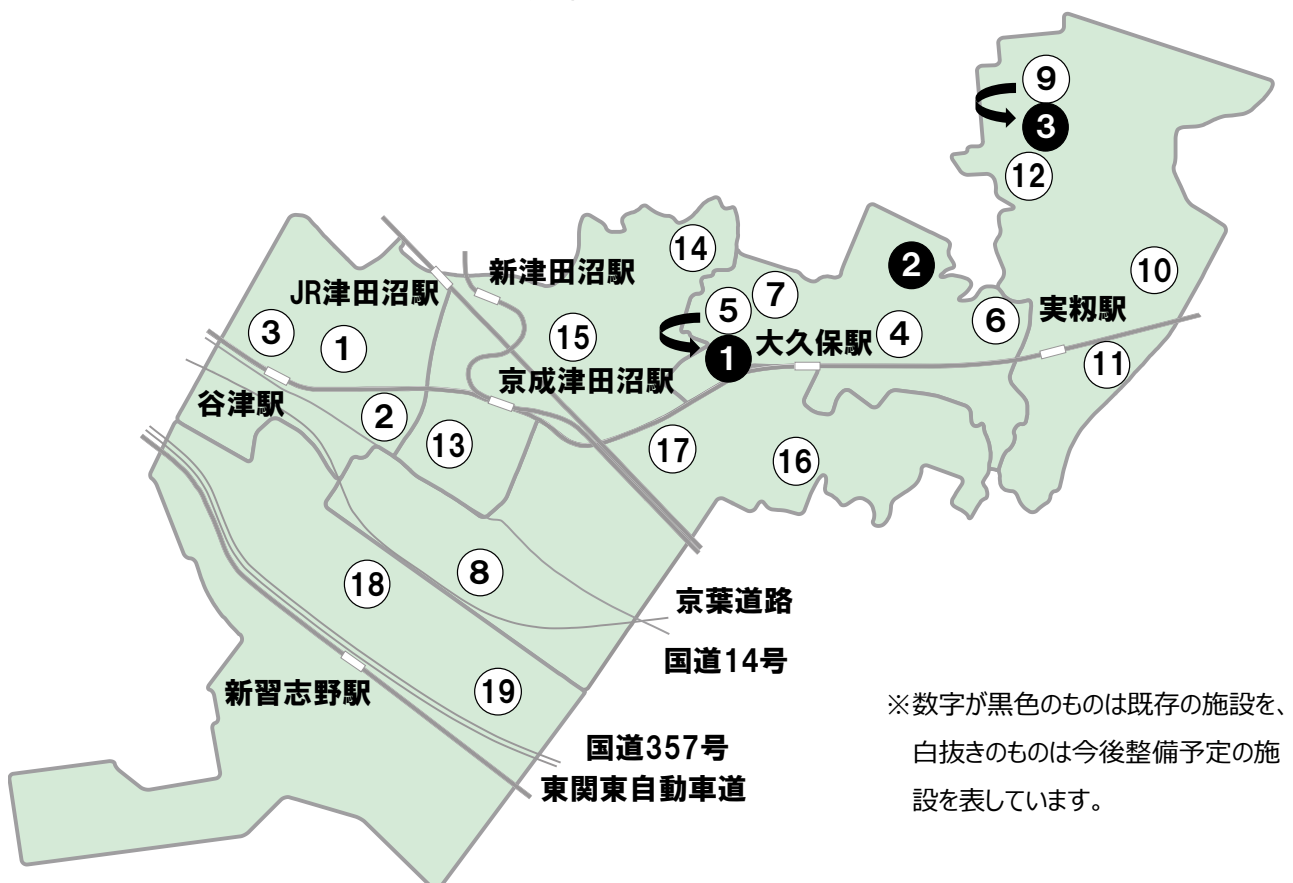 9
3
12
14
新津田沼駅
2
10
JR津田沼駅
7
5
6
実籾駅
3
1
15
1
大久保駅
4
11
京成津田沼駅
谷津駅
2
13
17
16
18
8
京葉道路
国道14号
新習志野駅
19
国道357号
東関東自動車道
※数字が黒色のものは既存の施設を、
白抜きのものは今後整備予定の施
設を表しています。